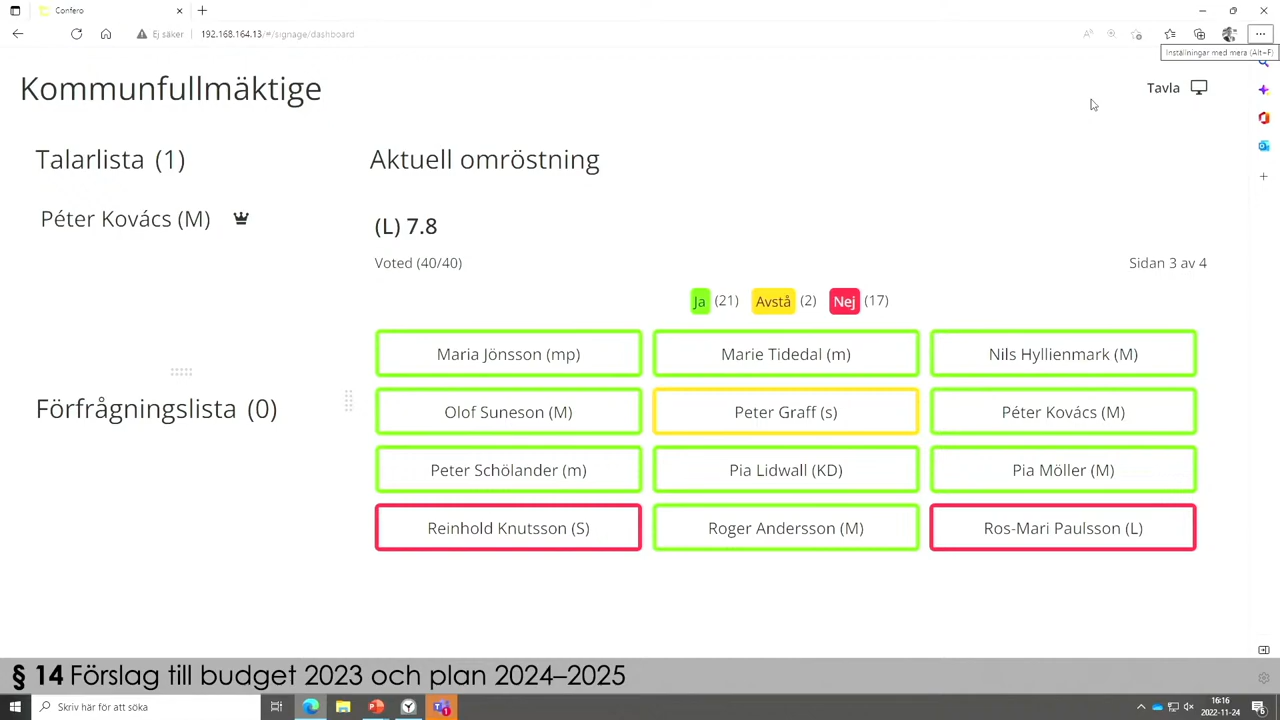 Confero
Ej säker
192.168.164.13/#/signage/dashboard
Inställningar med mera (Alt+F)
Kommunfullmäktige
Tavla
Talarlista (1)
Péter Kovács (M)
Förfrågningslista (0)
Aktuell omröstning
(L) 7.8
Voted (40/40)
Sidan 3 av 4
Ja (21) Avstå (2) Nej (17)
Maria Jönsson (mp)
Marie Tidedal (m)
Nils Hyllienmark (M)
Olof Suneson (M)
Peter Graff (s)
Péter Kovács (M)
Peter Schölander (m)
Pia Lidwall (KD)
Pia Möller (M)
Reinhold Knutsson (S)
Roger Andersson (M)
Ros-Mari Paulsson (L)
§ 14 Förslag till budget 2023 och plan 2024–2025
Skriv här för att söka
16:16
2022-11-24